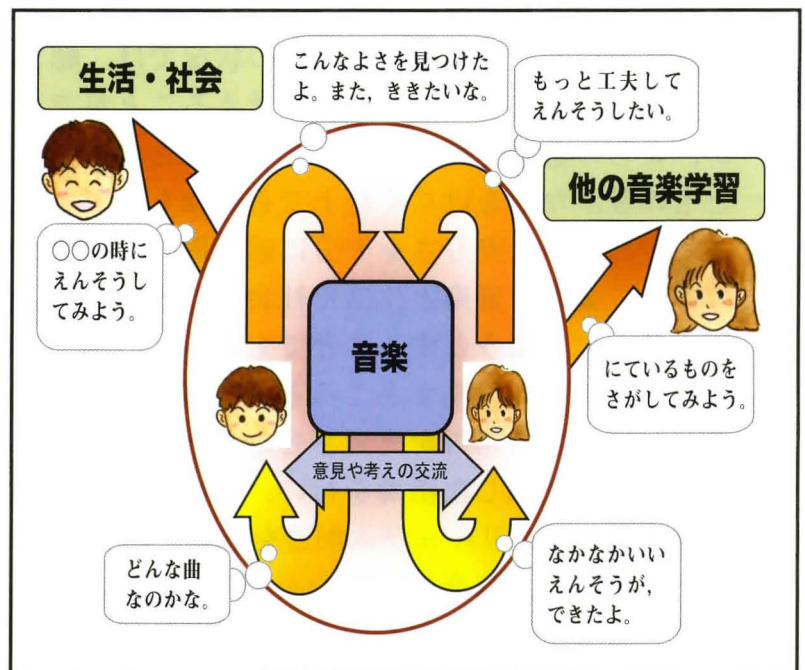 生活・社会
こんなよさを見つけた
よ。また，ききたいな。
もっと工夫して
えんそうしたい。
他の音楽学習
○○の時に
えんそうし
てみよう。
音楽
にているものを
さがしてみよう。
意見や考えの交流
どんな曲
なのかな。
なかなかいい
えんそうが，
できたよ。